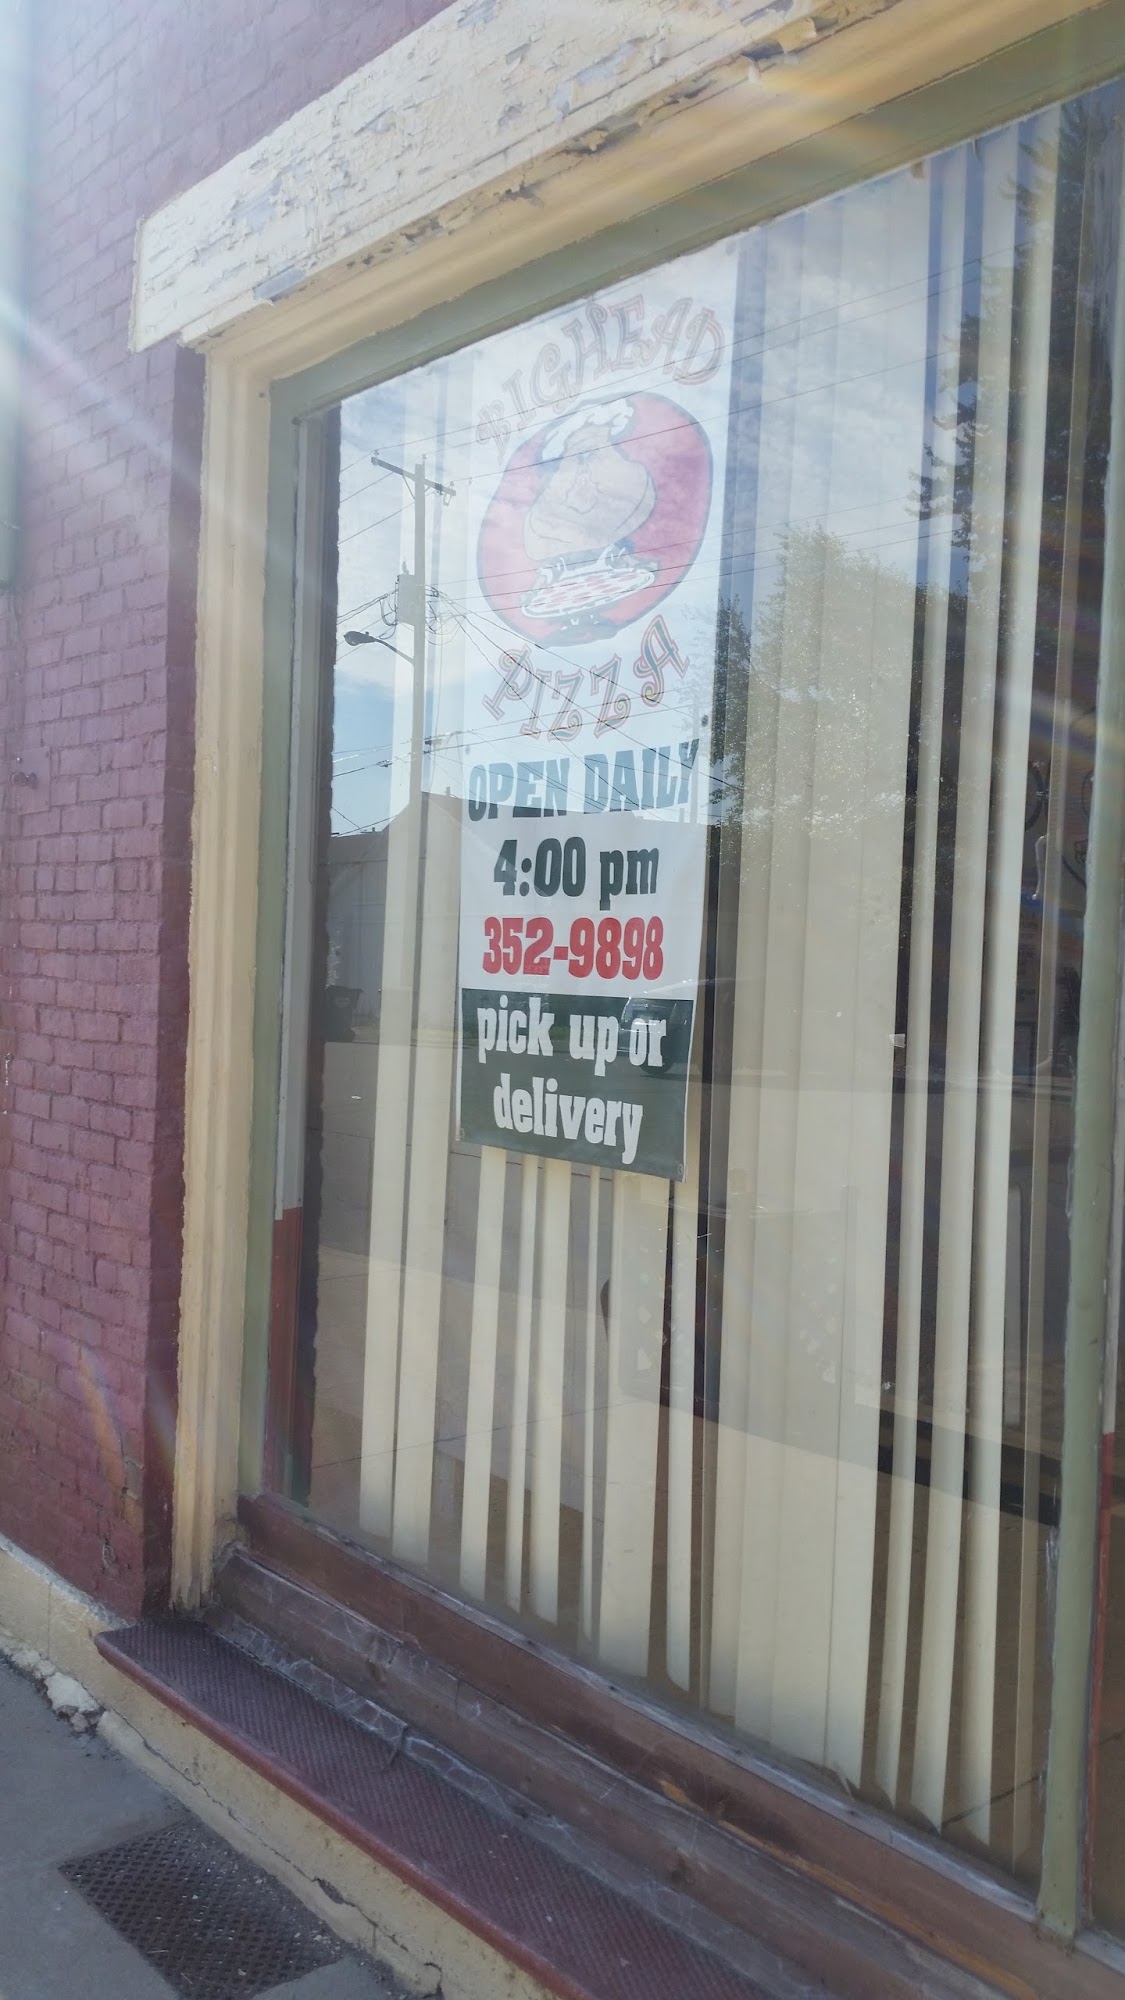 BIGHEAD
PIZZA
OPEN DAILY
4:00 pm
352-9898
pick up or
delivery